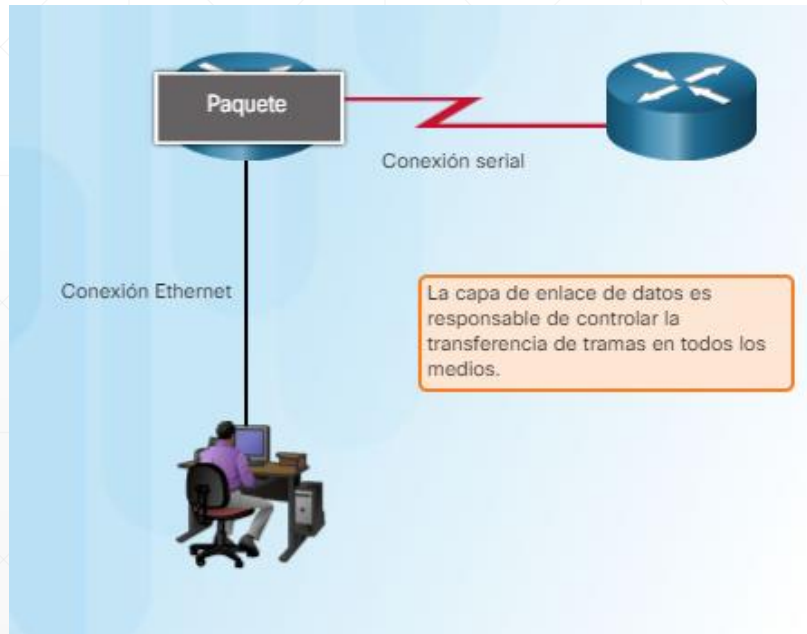 Paquete
Conexión serial
Conexión Ethernet
La capa de enlace de datos es
responsable de controlar la
transferencia de tramas en todos los
medios.